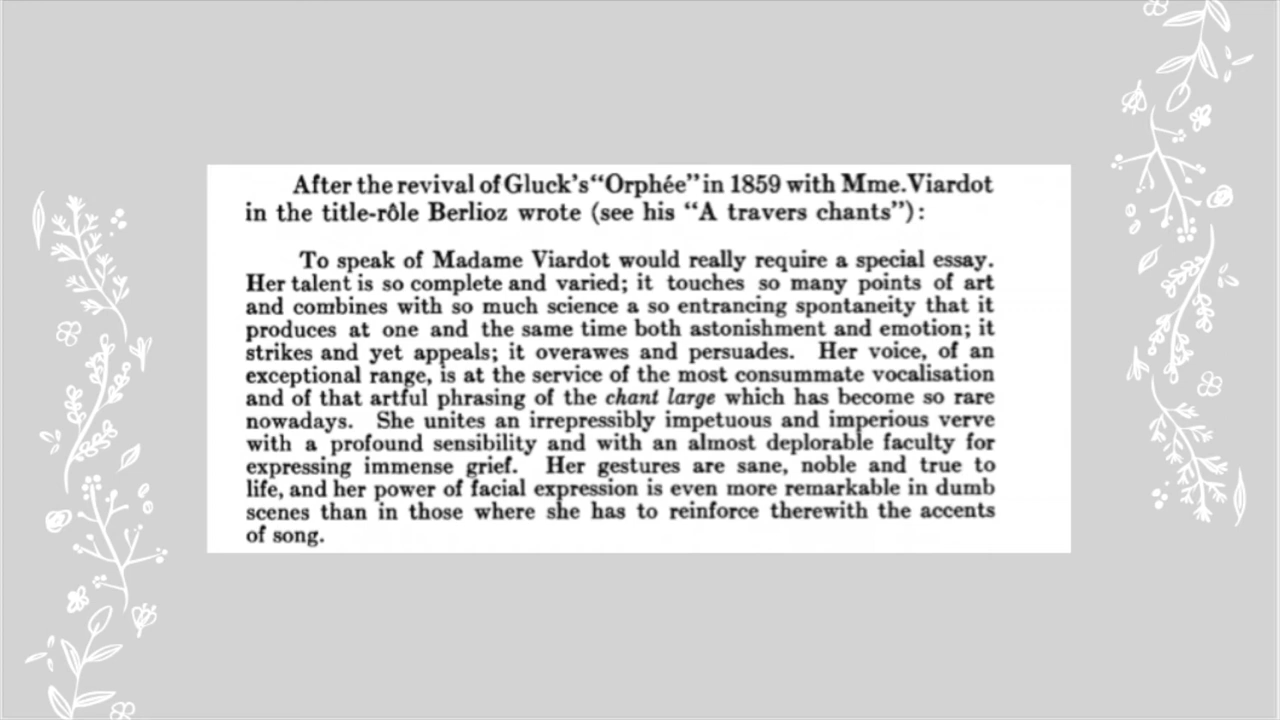 After the revival of Gluck's “Orphée” in 1859 with Mme. Viardot
in the title-rôle Berlioz wrote (see his “A travers chants”):
To speak of Madame Viardot would really require a special essay.
Her talent is so complete and varied; it touches so many points of art
and combines with so much science a so entrancing spontaneity that it
produces at one and the same time both astonishment and emotion; it
strikes and yet appeals; it overawes and persuades. Her voice, of an
exceptional range, is at the service of the most consummate vocalisation
and of that artful phrasing of the chant large which has become so rare
nowadays. She unites an irrepressibly impetuous and imperious verve
with a profound sensibility and with an almost deplorable faculty for
expressing immense grief. Her gestures are sane, noble and true to
life, and her power of facial expression is even more remarkable in dumb
scenes than in those where she has to reinforce therewith the accents
of song.